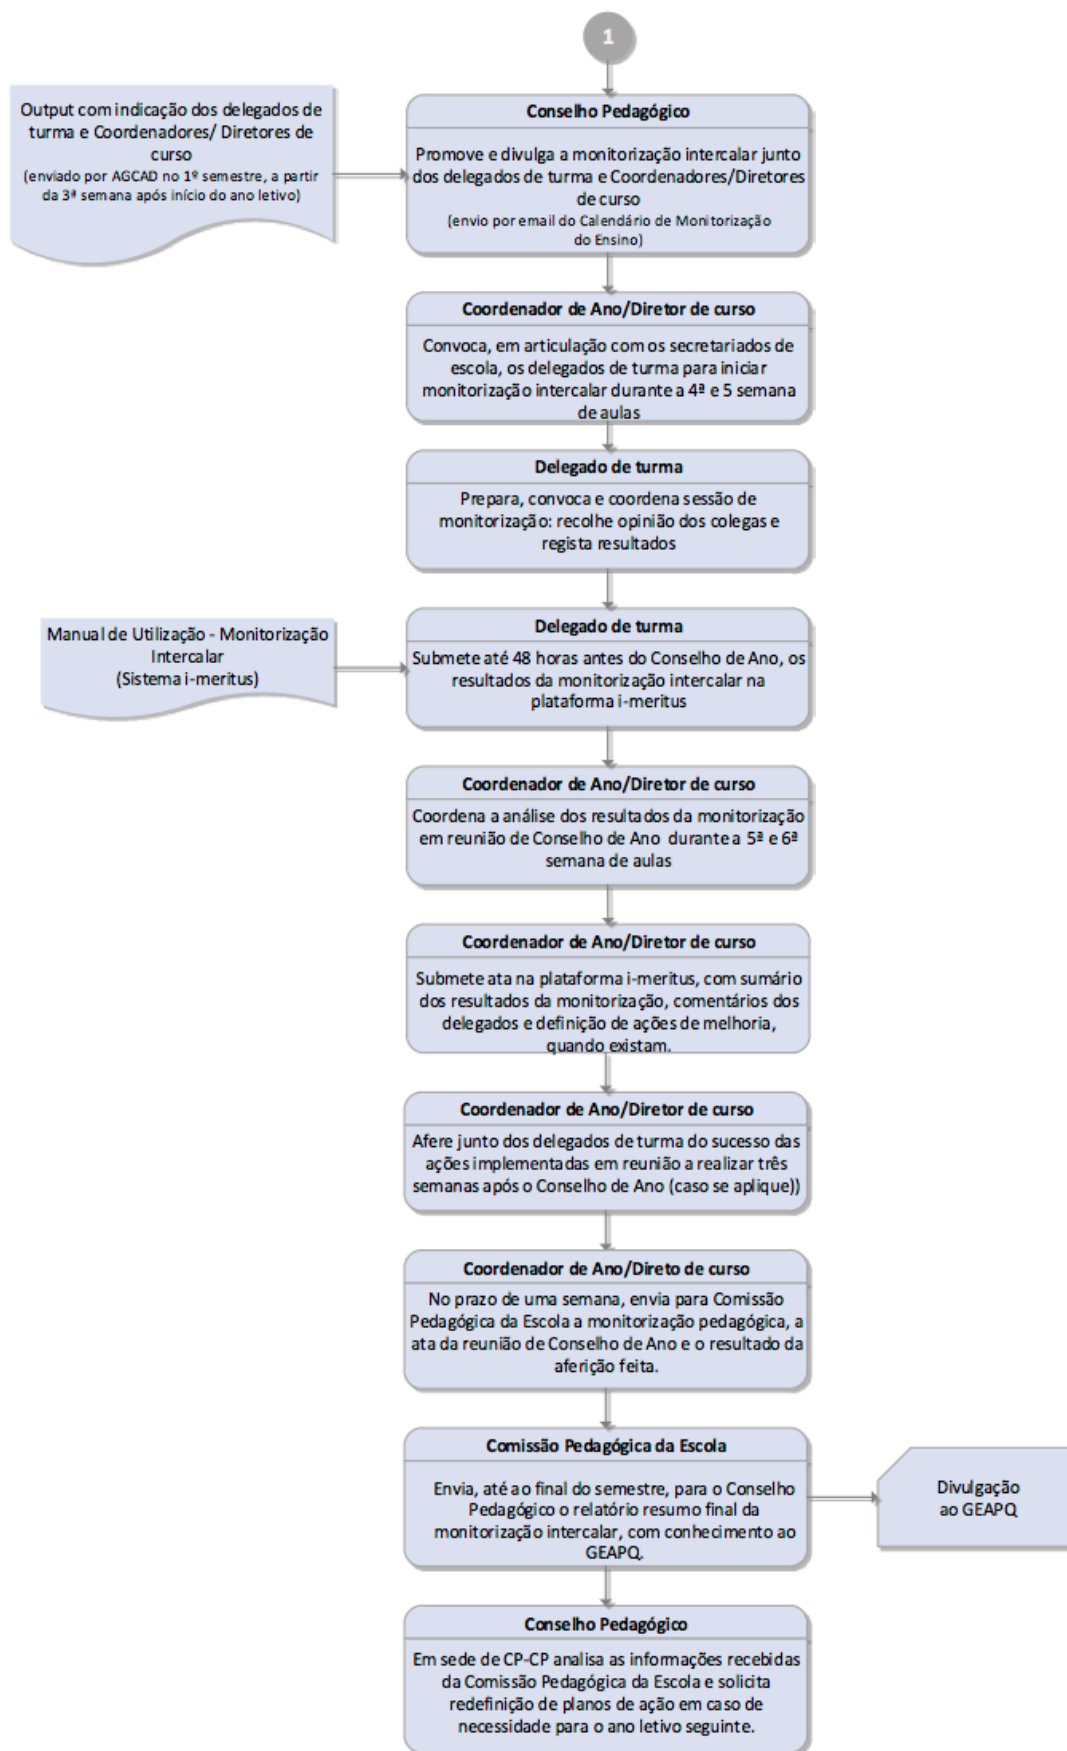 1
Output com indicação dos delegados de
turma e Coordenadores/ Diretores de
curso
(enviado por AGCAD no 1º semestre, a partir
da 3ª semana após início do ano letivo)
Conselho Pedagógico
Promove e divulga a monitorização intercalar junto
dos delegados de turma e Coordenadores/Diretores
de curso
(envio por email do Calendário de Monitorização
do Ensino)
Coordenador de Ano/Diretor de curso
Convoca, em articulação com os secretariados de
escola, os delegados de turma para iniciar
monitorização intercalar durante a 4ª e 5 semana
de aulas
Delegado de turma
Prepara, convoca e coordena sessão de
monitorização: recolhe opinião dos colegas e
regista resultados
Manual de Utilização - Monitorização
Intercalar
(Sistema i-meritus)
Delegado de turma
Submete até 48 horas antes do Conselho de Ano, os
resultados da monitorização intercalar na
plataforma i-meritus
Coordenador de Ano/Diretor de curso
Coordena a análise dos resultados da monitorização
em reunião de Conselho de Ano durante a 5ª e 6ª
semana de aulas
Coordenador de Ano/Diretor de curso
Submete ata na plataforma i-meritus, com sumário
dos resultados da monitorização, comentários dos
delegados e definição de ações de melhoria,
quando existam.
Coordenador de Ano/Diretor de curso
Afere junto dos delegados de turma do sucesso das
ações implementadas em reunião a realizar três
semanas após o Conselho de Ano (caso se aplique))
Coordenador de Ano/Direto de curso
No prazo de uma semana, envia para Comissão
Pedagógica da Escola a monitorização pedagógica, a
ata da reunião de Conselho de Ano e o resultado da
aferição feita.
Comissão Pedagógica da Escola
Envia, até ao final do semestre, para o Conselho
Pedagógico o relatório resumo final da
monitorização intercalar, com conhecimento ao
GEAPQ.
Divulgação
ao GEAPQ
Conselho Pedagógico
Em sede de CP-CP analisa as informações recebidas
da Comissão Pedagógica da Escola e solicita
redefinição de planos de ação em caso de
necessidade para o ano letivo seguinte.